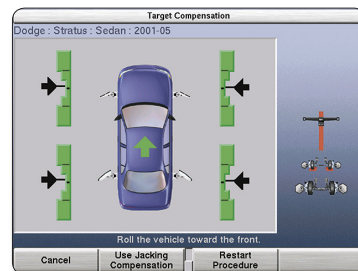 Target Compensation
Dodge : Stratus : Sedan : 2001-05
Roll the vehicle toward the front.
Cancel
Use Jacking
Compensation
Restart
Procedure